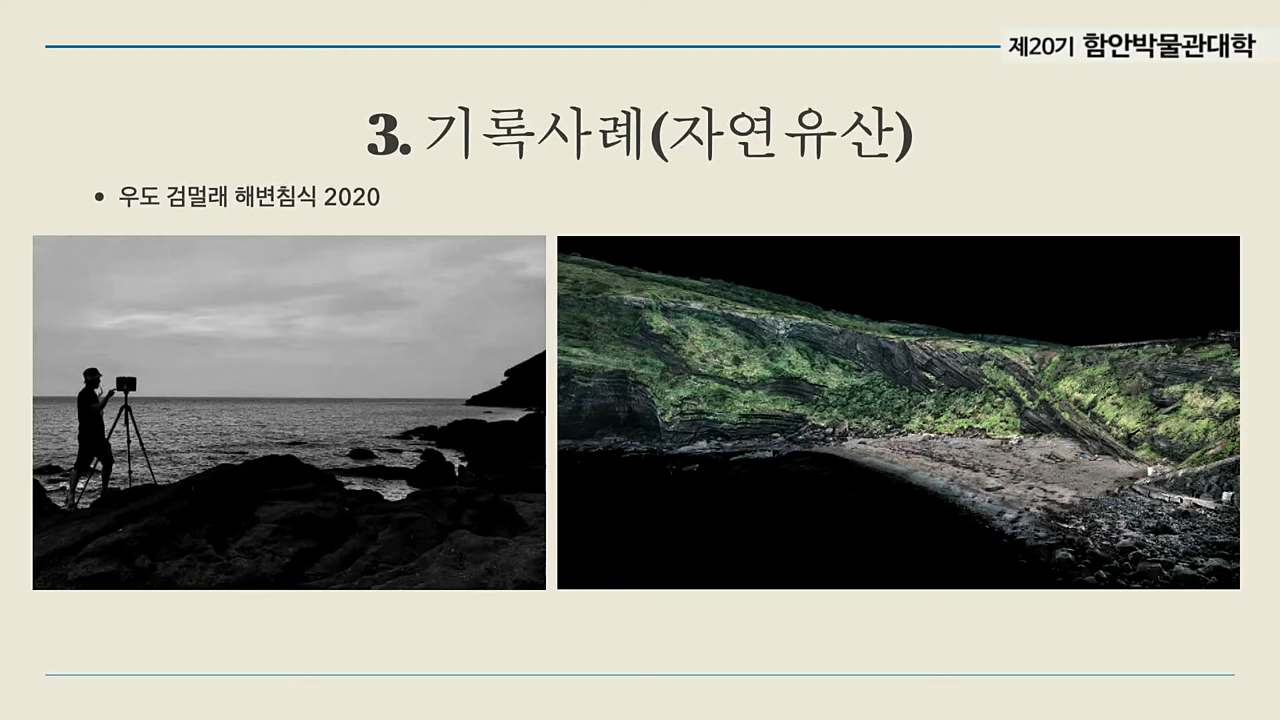 제20기 함안박물관대학
3. 기록사례(자연유산)
• 우도 검멀래 해변침식 2020